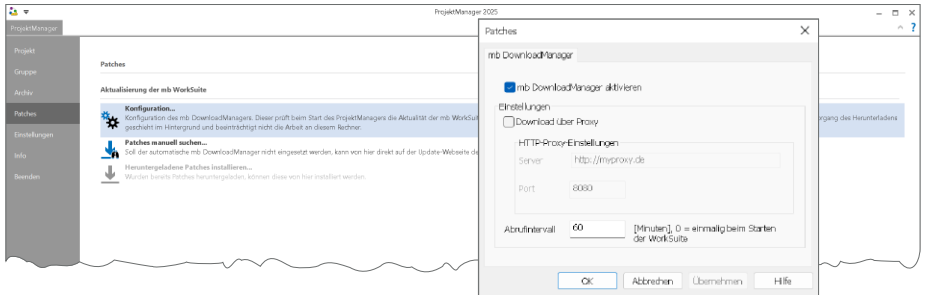 ProjektManager 2025
ProjektManager
?
Projekt
Gruppe
Archiv
Patches
Einstellungen
Info
Beenden
Patches
Aktualisierung der mb WorkSuite
Konfiguration...
Konfiguration des mb DownloadManagers. Dieser prüft beim Start des ProjektManagers die Aktualität der mb WorkSuit
organg des Herunterladens
geschieht im Hintergrund und beeinträchtigt nicht die Arbeit an diesem Rechner.
Patches manuell suchen...
Soll der automatische mb DownloadManager nicht eingesetzt werden, kann von hier direkt auf der Update-Webseite de
Heruntergeladene Patches installieren...
Wurden bereits Patches heruntergeladen, können diese von hier installiert werden.
Patches
mb DownloadManager
mb DownloadManager aktivieren
Einstellungen
Download über Proxy
HTTP-Proxy-Einstellungen
Server http://myproxy.de
Port 8080
Abrufintervall 60 [Minuten], 0 = einmalig beim Starten
der WorkSuite
OK Abbrechen Übernehmen Hilfe